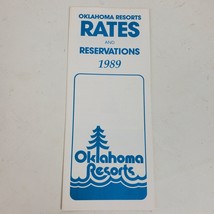 OKLAHOMA RESORTS
RATES
AND
RESERVATIONS
1989
Oklahoma
Resorts